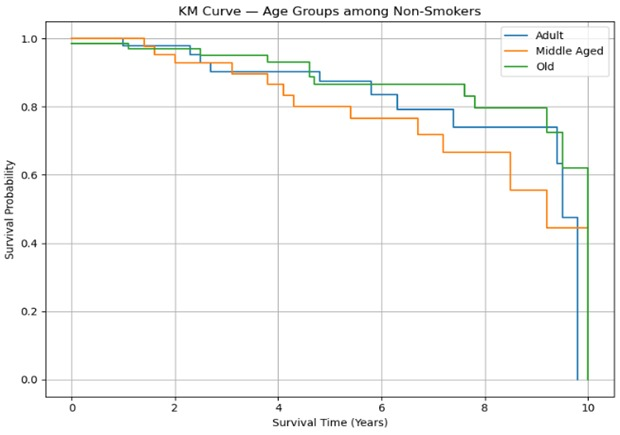 KM Curve — Age Groups among Non-Smokers
Adult
Middle Aged
Old
1.0
0.8
0.6
0.4
0.2
0.0
Survival Probability
0 2 4 6 8 10
Survival Time (Years)